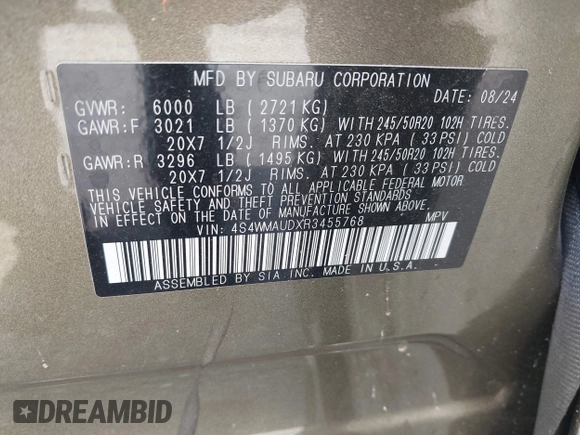 MFD BY SUBARU CORPORATION
DATE: 08/24
GVWR: 6000 LB (2721 KG)
GAWR:F 3021 LB (1370 KG) WITH 245/50R20 102H TIRES.
20X7 1/2J RIMS. AT 230 KPA (33 PSI) COLD
GAWR:R 3296 LB (1495 KG) WITH 245/50R20 102H TIRES.
20X7 1/2J RIMS. AT 230 KPA (33 PSI) COLD
THIS VEHICLE CONFORMS TO ALL APPLICABLE FEDERAL MOTOR
VEHICLE SAFETY AND THEFT PREVENTION STANDARDS
IN EFFECT ON THE DATE OF MANUFACTURE SHOWN ABOVE.
VIN: 4S4WMAUDXR3455768 MPV
ASSEMBLED BY SIA INC. MADE IN U.S.A.
DREAMBID